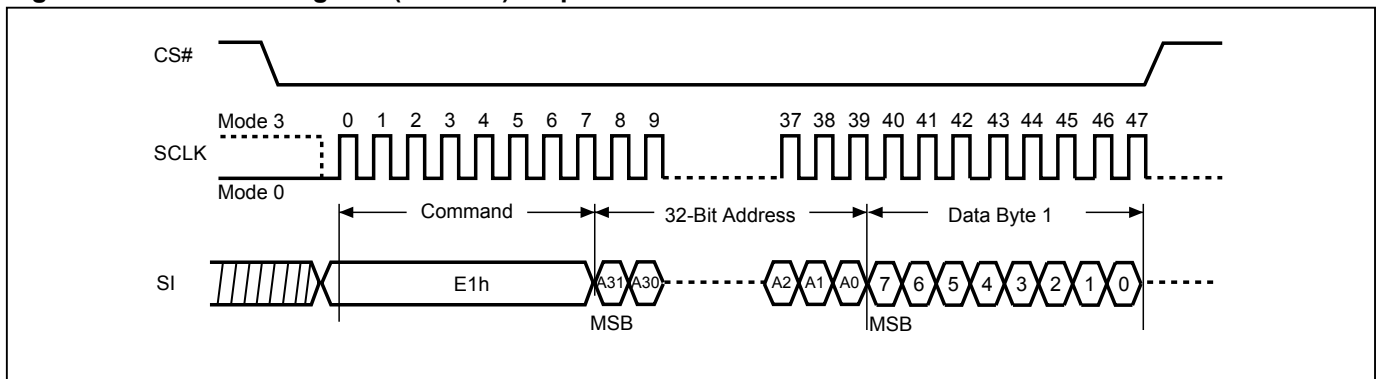 CS#
Mode 3 0 1 2 3 4 5 6 7 8 9 37 38 39 40 41 42 43 44 45 46 47
SCLK
Mode 0
Command 32-Bit Address Data Byte 1
SI E1h A31 A30 A2 A1 A0 7 6 5 4 3 2 1 0
MSB MSB